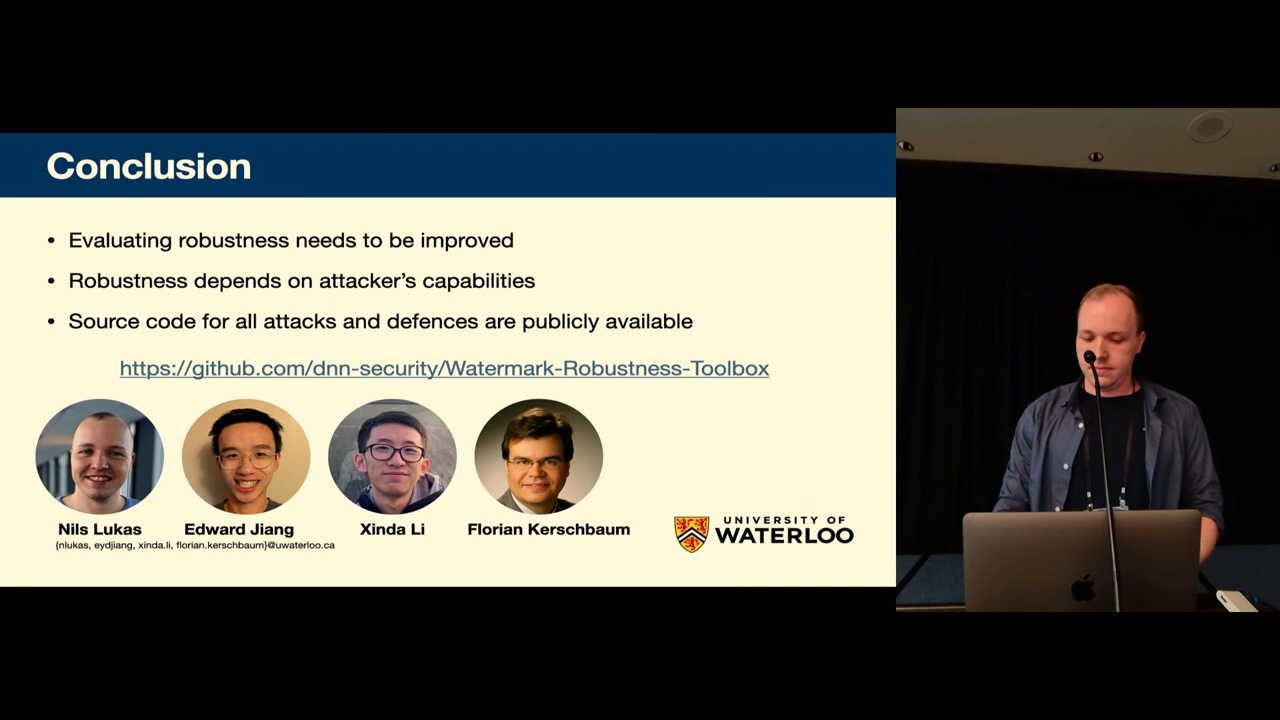 Conclusion
• Evaluating robustness needs to be improved
• Robustness depends on attacker's capabilities
• Source code for all attacks and defences are publicly available
https://github.com/dnn-security/Watermark-Robustness-Toolbox
Nils Lukas
Edward Jiang
Xinda Li
Florian Kerschbaum
{nlukas, eydjiang, xinda.li, florian.kerschbaum}@uwaterloo.ca
UNIVERSITY OF
WATERLOO